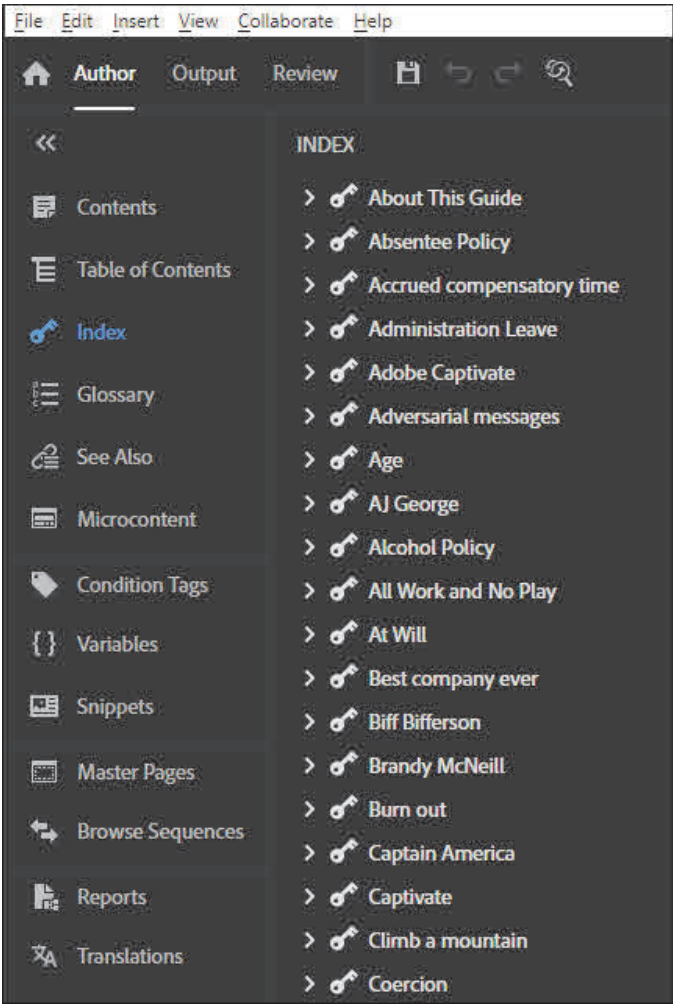 File Edit Insert View Collaborate Help
Author Output Review
INDEX
Contents
Table of Contents
Index
Glossary
See Also
Microcontent
Condition Tags
Variables
Snippets
Master Pages
Browse Sequences
Reports
Translations
About This Guide
Absentee Policy
Accrued compensatory time
Administration Leave
Adobe Captivate
Adversarial messages
Age
AJ George
Alcohol Policy
All Work and No Play
At Will
Best company ever
Biff Bifferson
Brandy McNeill
Burn out
Captain America
Captivate
Climb a mountain
Coercion